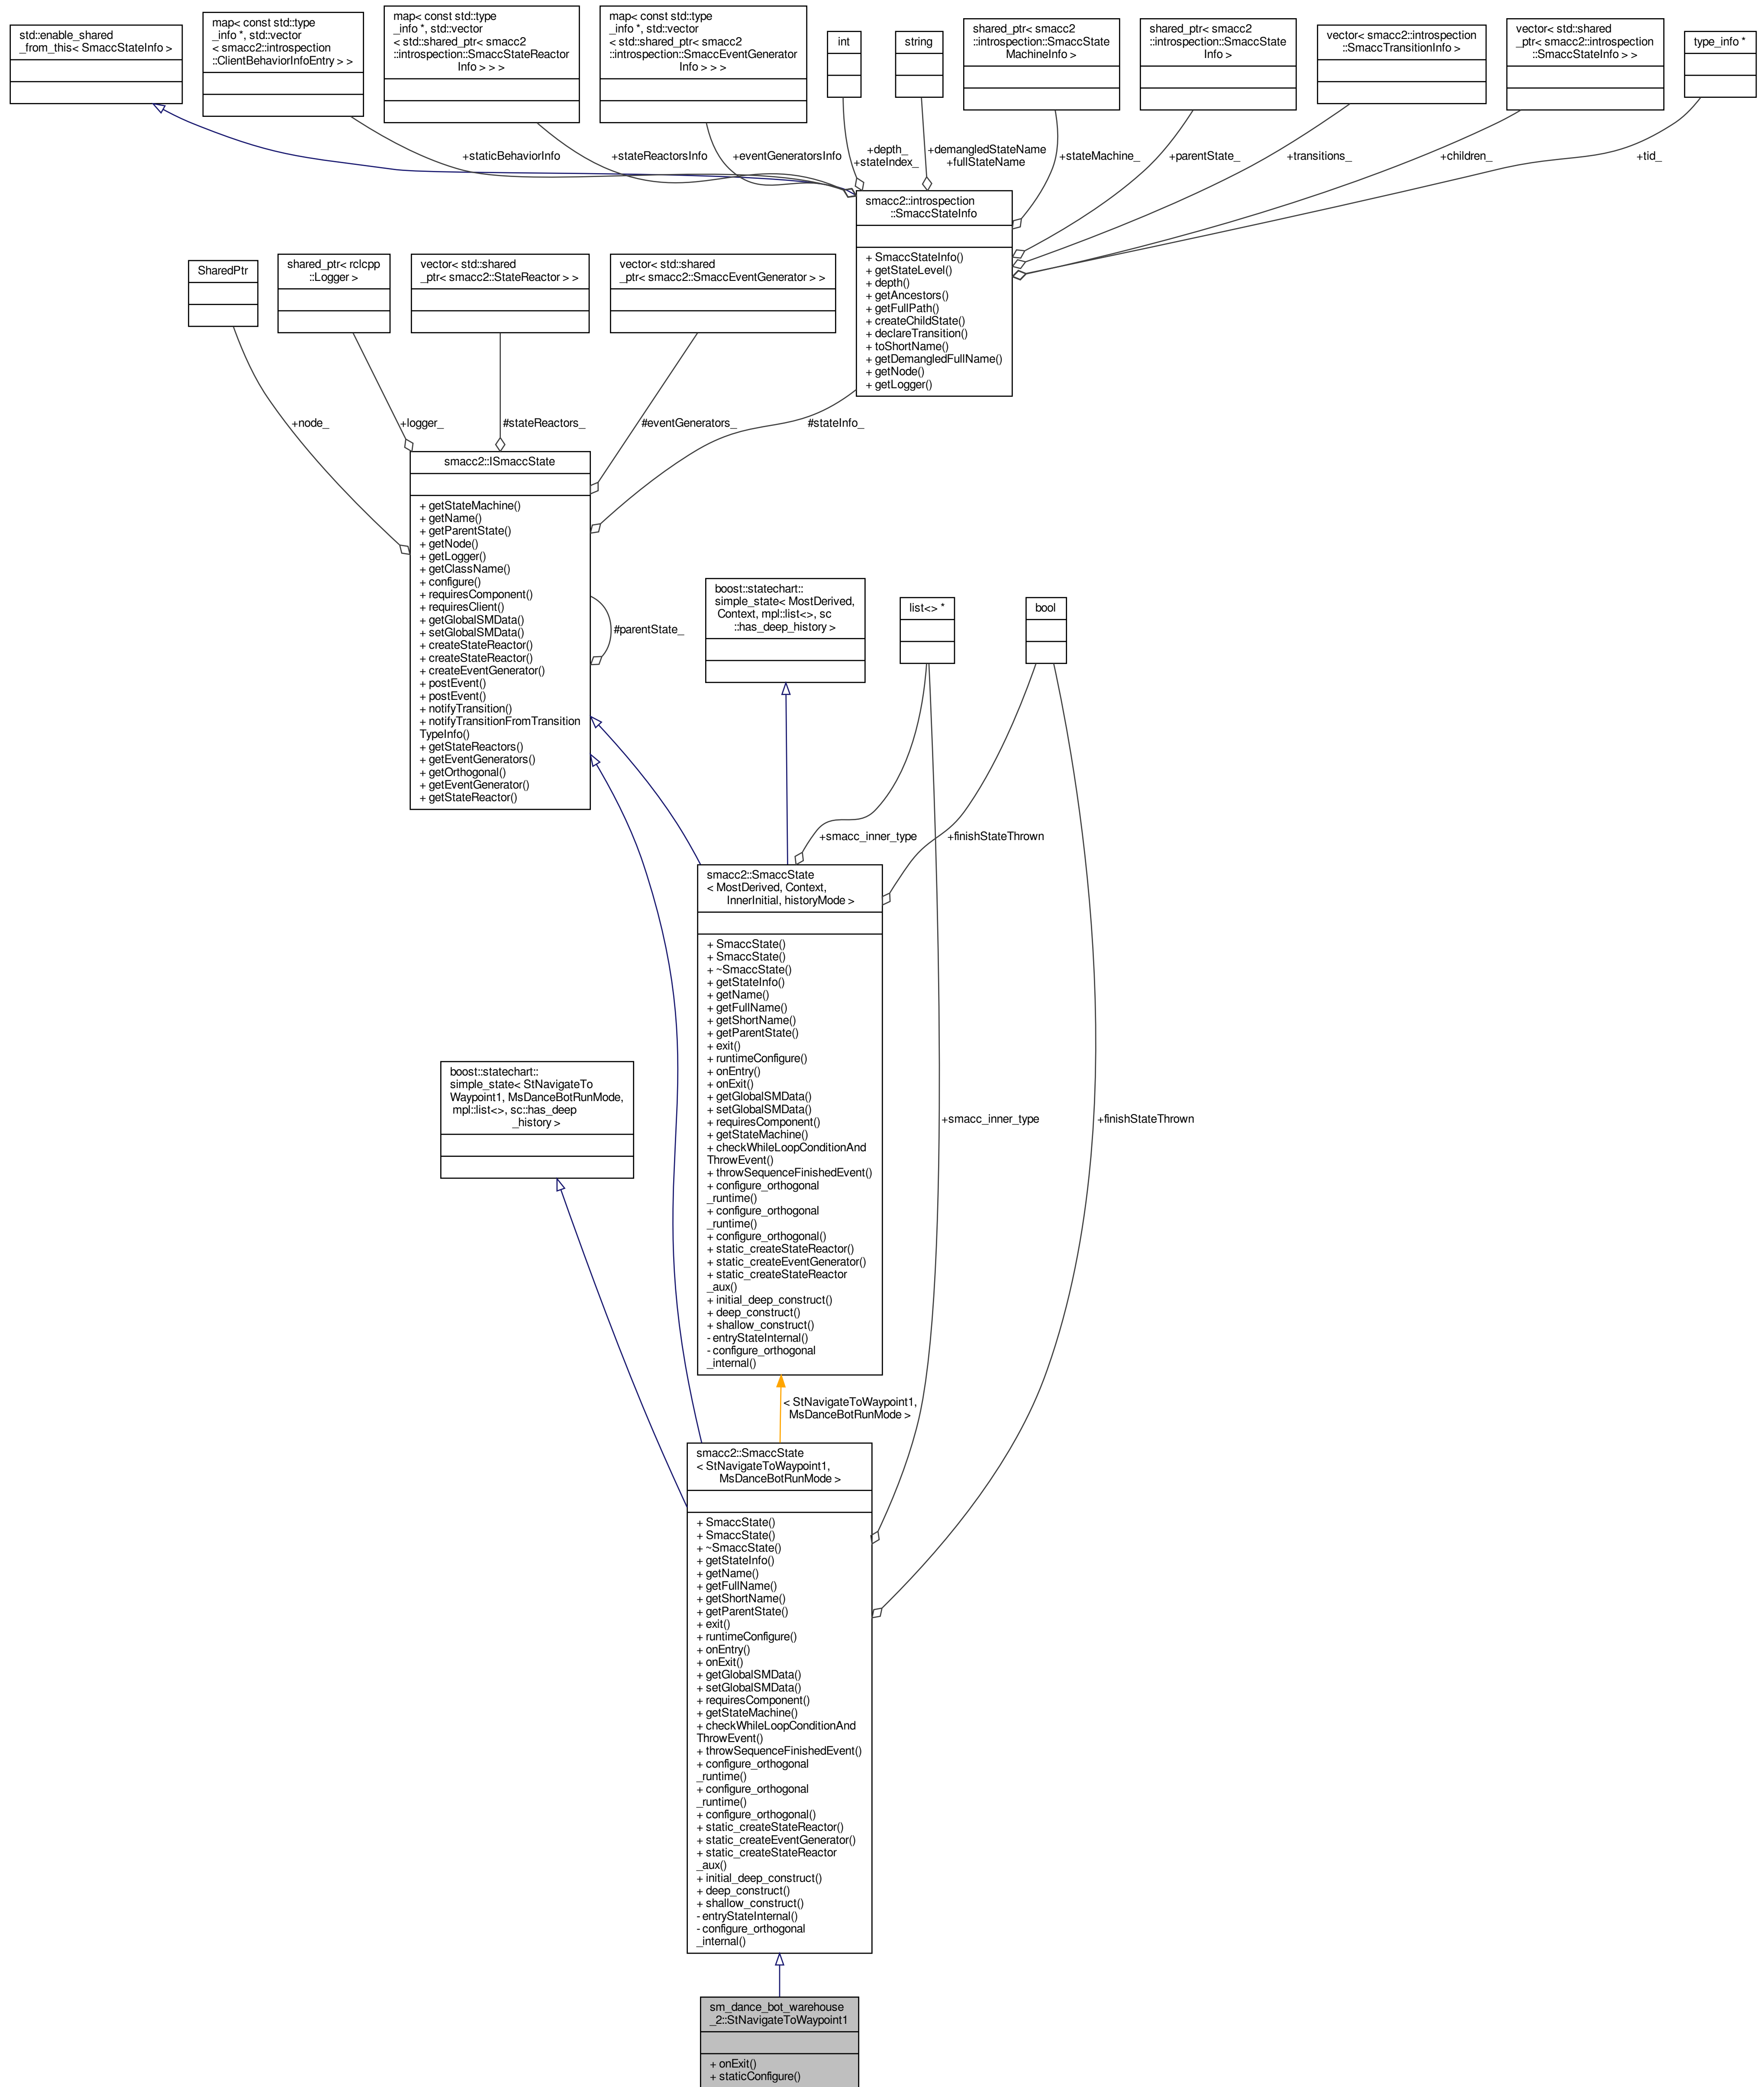 std::enable_shared
_from_this< SmaccStateInfo >
map< const std::type
_info *, std::vector
< smacc2::introspection
::ClientBehaviorInfoEntry > >
map< const std::type
_info *, std::vector
< std::shared_ptr< smacc2
::introspection::SmaccStateReactor
Info > > >
map< const std::type
_info *, std::vector
< std::shared_ptr< smacc2
::introspection::SmaccEventGenerator
Info > > >
int
string
shared_ptr< smacc2
::introspection::SmaccState
MachineInfo >
shared_ptr< smacc2
::introspection::SmaccState
Info >
vector< smacc2::introspection
::SmaccTransitionInfo >
vector< std::shared
_ptr< smacc2::introspection
::SmaccStateInfo > >
type_info *
+staticBehaviorInfo
+stateReactorsInfo
+eventGeneratorsInfo
+depth_
+stateIndex_
+demangledStateName
+fullStateName
+stateMachine_
+parentState_
+transitions_
+children_
+tid_
smacc2::introspection
::SmaccStateInfo
+ SmaccStateInfo()
+ getStateLevel()
+ depth()
+ getAncestors()
+ getFullPath()
+ createChildState()
+ declareTransition()
+ toShortName()
+ getDemangledFullName()
+ getNode()
+ getLogger()
SharedPtr
shared_ptr< rclcpp
::Logger >
vector< std::shared
_ptr< smacc2::StateReactor > >
vector< std::shared
_ptr< smacc2::SmaccEventGenerator > >
+node_
+logger_
#stateReactors_
#eventGenerators_
#stateInfo_
smacc2::ISmaccState
+ getStateMachine()
+ getName()
+ getParentState()
+ getNode()
+ getLogger()
+ getClassName()
+ configure()
+ requiresComponent()
+ requiresClient()
+ getGlobalSMData()
+ setGlobalSMData()
+ createStateReactor()
+ createStateReactor()
+ createEventGenerator()
+ postEvent()
+ postEvent()
+ notifyTransition()
+ notifyTransitionFromTransition
TypeInfo()
+ getStateReactors()
+ getEventGenerators()
+ getOrthogonal()
+ getEventGenerator()
+ getStateReactor()
#parentState_
boost::statechart::
simple_state< MostDerived,
Context, mpl::list<>, sc
::has_deep_history >
list<> *
bool
+smacc_inner_type
+finishStateThrown
smacc2::SmaccState
< MostDerived, Context,
InnerInitial, historyMode >
+ SmaccState()
+ SmaccState()
+ ~SmaccState()
+ getStateInfo()
+ getName()
+ getFullName()
+ getShortName()
+ getParentState()
+ exit()
+ runtimeConfigure()
+ onEntry()
+ onExit()
+ getGlobalSMData()
+ setGlobalSMData()
+ requiresComponent()
+ getStateMachine()
+ checkWhileLoopConditionAnd
ThrowEvent()
+ throwSequenceFinishedEvent()
+ configure_orthogonal
_runtime()
+ configure_orthogonal
_runtime()
+ configure_orthogonal()
+ static_createStateReactor()
+ static_createEventGenerator()
+ static_createStateReactor
_aux()
+ initial_deep_construct()
+ deep_construct()
+ shallow_construct()
- entryStateInternal()
- configure_orthogonal
_internal()
boost::statechart::
simple_state< StNavigateTo
Waypoint1, MsDanceBotRunMode,
mpl::list<>, sc::has_deep
_history >
+smacc_inner_type
+finishStateThrown
< StNavigateToWaypoint1,
MsDanceBotRunMode >
smacc2::SmaccState
< StNavigateToWaypoint1,
MsDanceBotRunMode >
+ SmaccState()
+ SmaccState()
+ ~SmaccState()
+ getStateInfo()
+ getName()
+ getFullName()
+ getShortName()
+ getParentState()
+ exit()
+ runtimeConfigure()
+ onEntry()
+ onExit()
+ getGlobalSMData()
+ setGlobalSMData()
+ requiresComponent()
+ getStateMachine()
+ checkWhileLoopConditionAnd
ThrowEvent()
+ throwSequenceFinishedEvent()
+ configure_orthogonal
_runtime()
+ configure_orthogonal
_runtime()
+ configure_orthogonal()
+ static_createStateReactor()
+ static_createEventGenerator()
+ static_createStateReactor
_aux()
+ initial_deep_construct()
+ deep_construct()
+ shallow_construct()
- entryStateInternal()
- configure_orthogonal
_internal()
sm_dance_bot_warehouse
_2::StNavigateToWaypoint1
+ onExit()
+ staticConfigure()